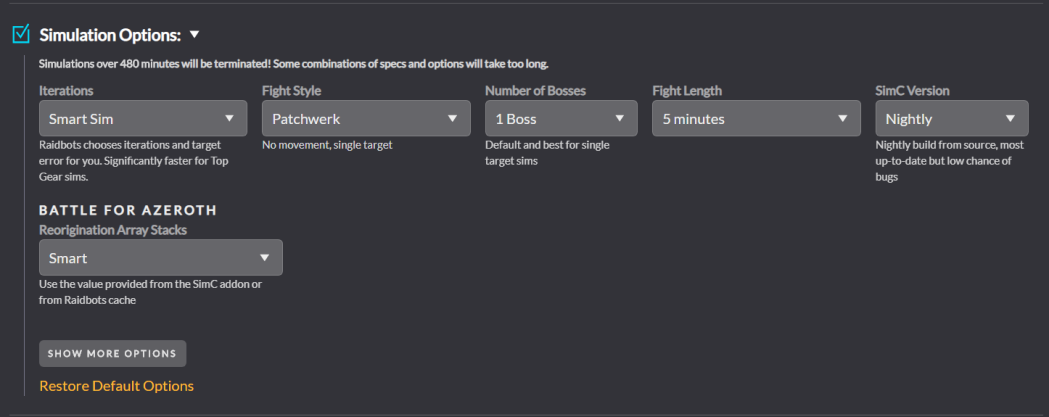 Simulation Options:
Simulations over 480 minutes will be terminated! Some combinations of specs and options will take too long.
Iterations
Smart Sim
Raidbots chooses iterations and target
error for you. Significantly faster for Top
Gear sims.
Fight Style
Patchwerk
No movement, single target
Number of Bosses
1 Boss
Default and best for single
target sims
Fight Length
5 minutes
SimC Version
Nightly
Nightly build from source, most
up-to-date but low chance of
bugs
BATTLE FOR AZEROTH
Reorigination Array Stacks
Smart
Use the value provided from the SimC addon or
from Raidbots cache
SHOW MORE OPTIONS
Restore Default Options